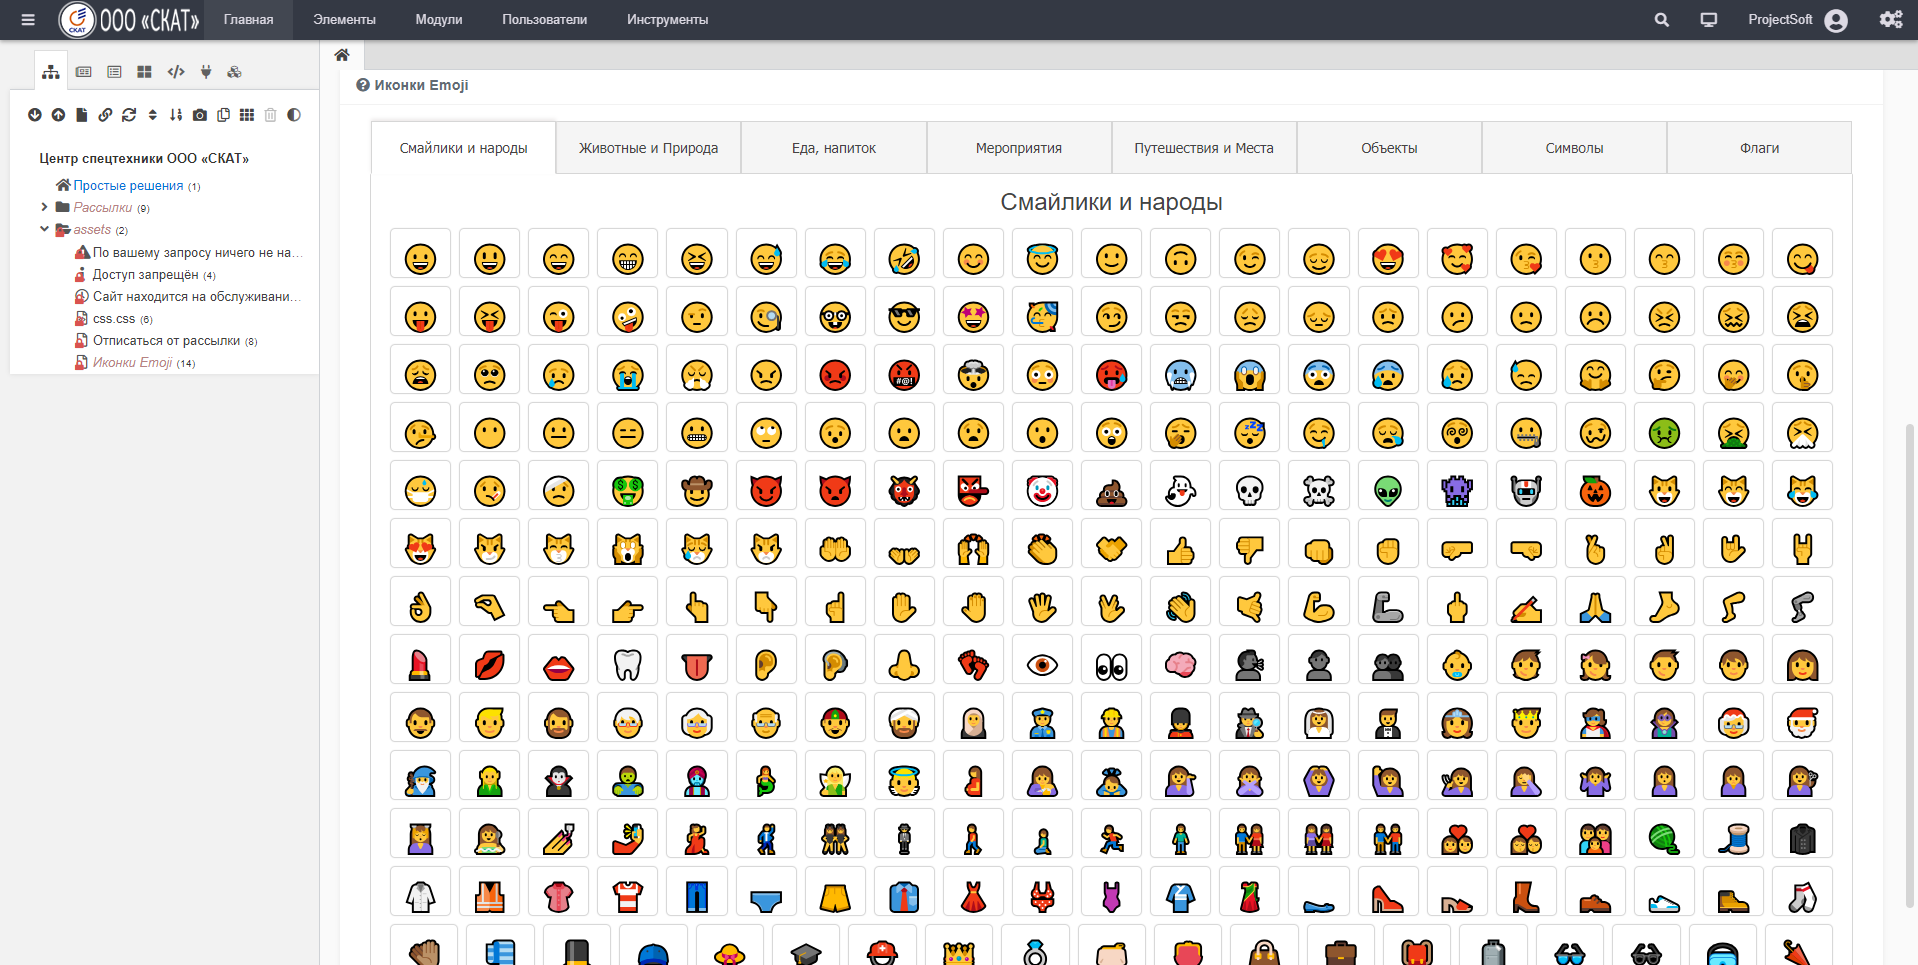 СКАТ ООО «СКАТ» Главная Элементы Модули Пользователи Инструменты ProjectSoft
Иконки Emoji
Центр спецтехники ООО «СКАТ»
Простые решения (1)
Рассылки (9)
assets (2)
По вашему запросу ничего не на...
Доступ запрещён (4)
Сайт находится на обслуживани...
css.css (6)
Отписаться от рассылки (8)
Иконки Emoji (14)
Смайлики и народы Животные и Природа Еда, напиток Мероприятия Путешествия и Места Объекты Символы Флаги
Смайлики и народы